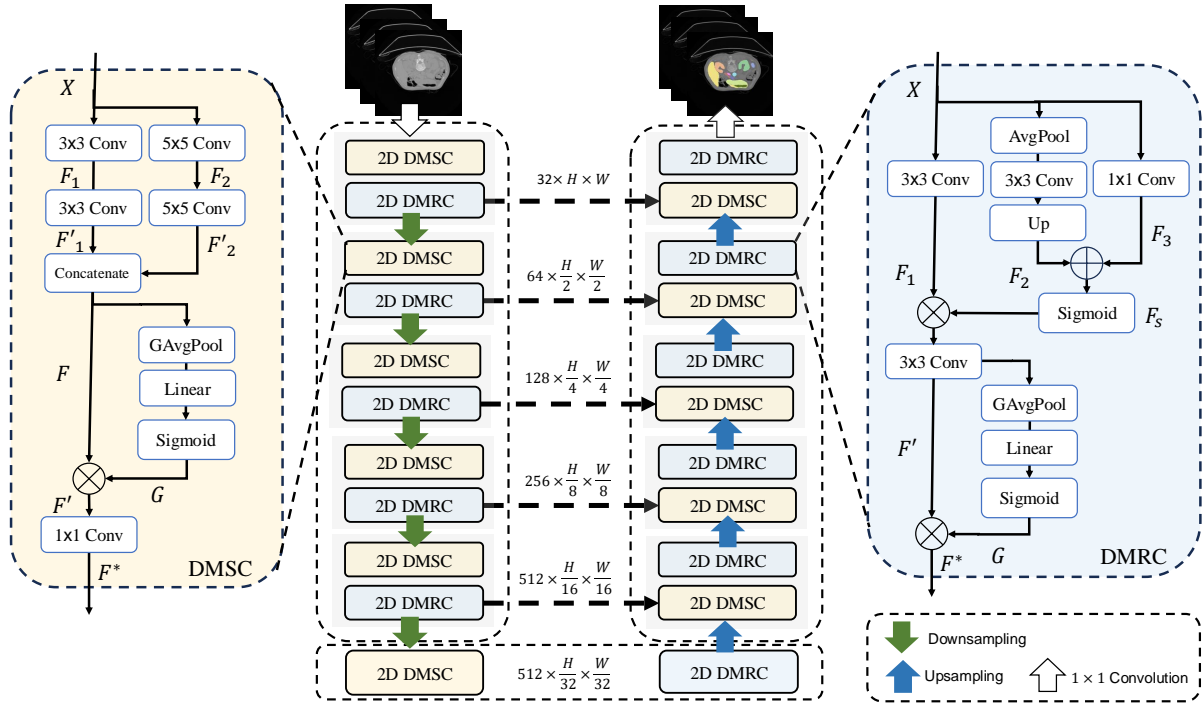 X
3x3 Conv
5x5 Conv
F₁
F₂
3x3 Conv
5x5 Conv
F'₁
F'₂
Concatenate
GAvgPool
F
Linear
Sigmoid
F'
G
1x1 Conv
F*
DMSC
2D DMSC
2D DMRC
2D DMSC
2D DMRC
2D DMSC
2D DMRC
2D DMSC
2D DMRC
2D DMSC
2D DMRC
2D DMSC
32 × H × W
64 × H/2 × W/2
128 × H/4 × W/4
256 × H/8 × W/8
512 × H/16 × W/16
512 × H/32 × W/32
2D DMRC
2D DMSC
2D DMRC
2D DMSC
2D DMRC
2D DMSC
2D DMRC
2D DMSC
2D DMRC
2D DMSC
2D DMRC
X
AvgPool
3x3 Conv
3x3 Conv
1x1 Conv
Up
F₃
F₁
F₂
Sigmoid
Fₛ
3x3 Conv
GAvgPool
F'
Linear
Sigmoid
F*
G
DMRC
Downsampling
Upsampling
1 × 1 Convolution